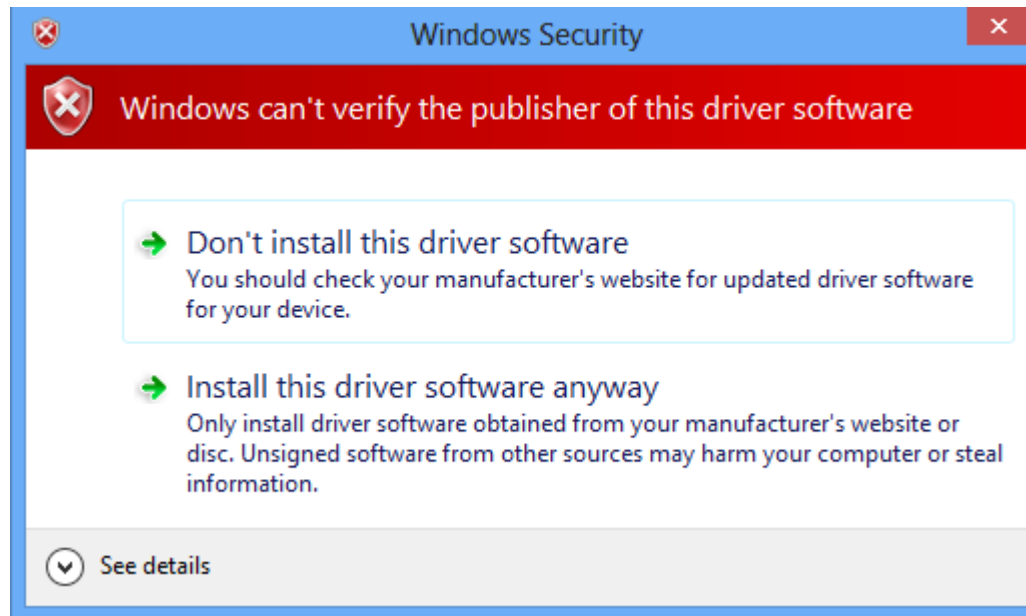 Windows Security
Windows can't verify the publisher of this driver software
Don't install this driver software
You should check your manufacturer's website for updated driver software
for your device.
Install this driver software anyway
Only install driver software obtained from your manufacturer's website or
disc. Unsigned software from other sources may harm your computer or steal
information.
See details